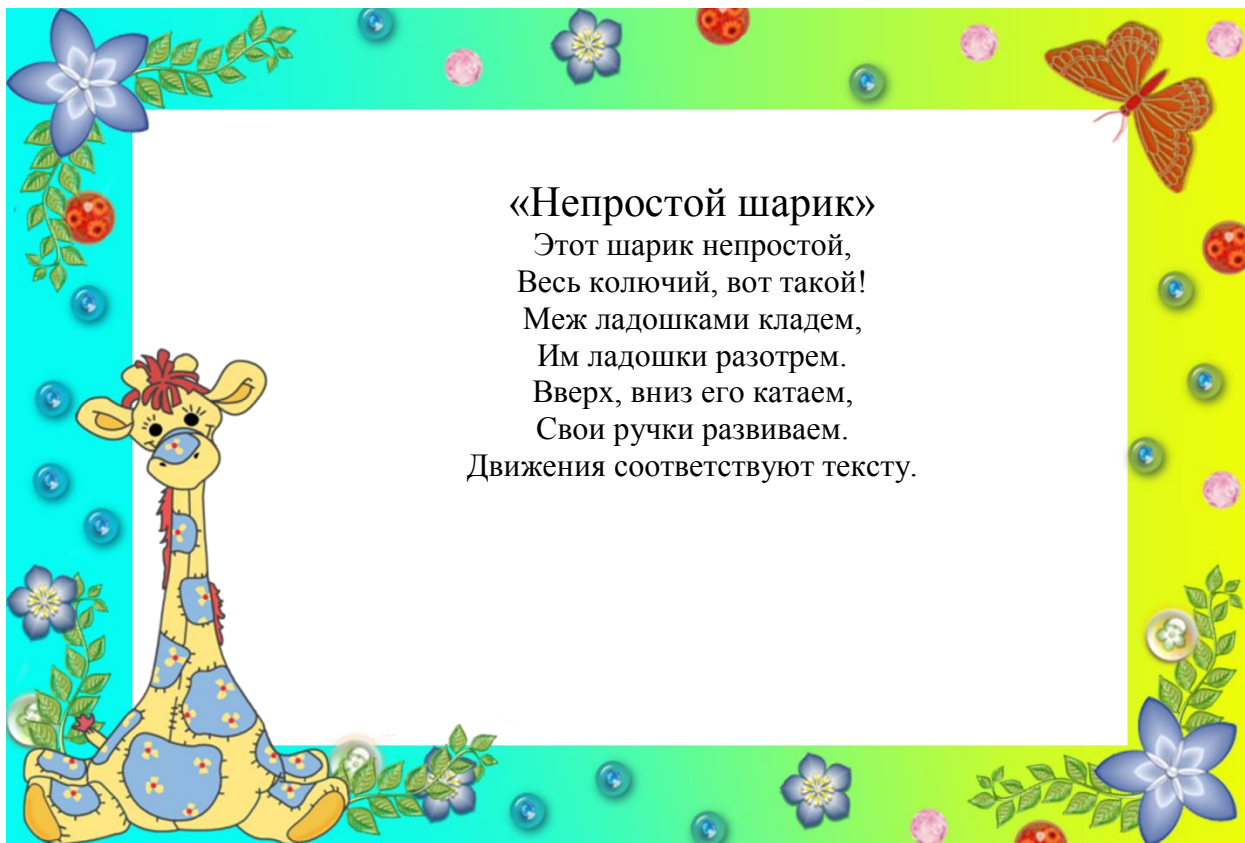 «Непростой шарик»
Этот шарик непростой,
Весь колючий, вот такой!
Меж ладошками кладем,
Им ладошки разотрем.
Вверх, вниз его катаем,
Свои ручки развиваем.
Движения соответствуют тексту.